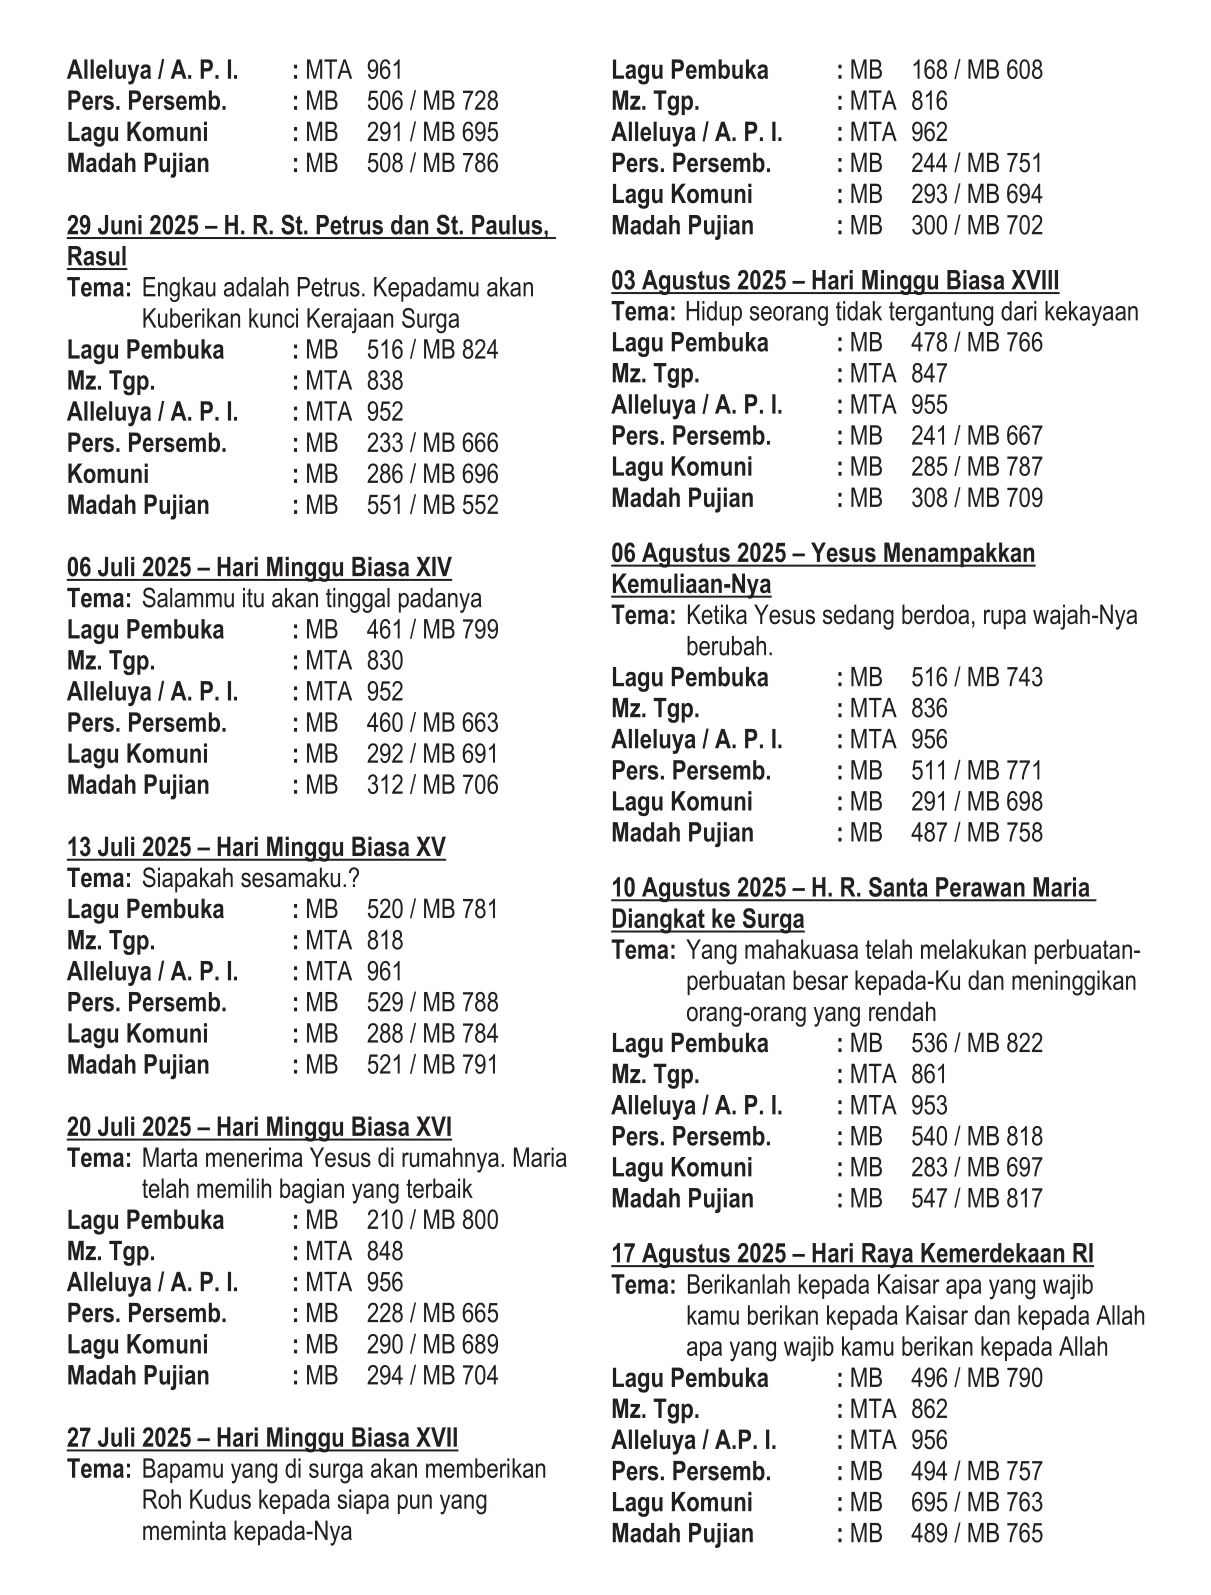 Alleluya / A. P. I. : MTA 961
Pers. Persemb. : MB 506 / MB 728
Lagu Komuni : MB 291 / MB 695
Madah Pujian : MB 508 / MB 786
29 Juni 2025 – H. R. St. Petrus dan St. Paulus,
Rasul
Tema: Engkau adalah Petrus. Kepadamu akan
Kuberikan kunci Kerajaan Surga
Lagu Pembuka : MB 516 / MB 824
Mz. Tgp. : MTA 838
Alleluya / A. P. I. : MTA 952
Pers. Persemb. : MB 233 / MB 666
Komuni : MB 286 / MB 696
Madah Pujian : MB 551 / MB 552
06 Juli 2025 – Hari Minggu Biasa XIV
Tema: Salammu itu akan tinggal padanya
Lagu Pembuka : MB 461 / MB 799
Mz. Tgp. : MTA 830
Alleluya / A. P. I. : MTA 952
Pers. Persemb. : MB 460 / MB 663
Lagu Komuni : MB 292 / MB 691
Madah Pujian : MB 312 / MB 706
13 Juli 2025 – Hari Minggu Biasa XV
Tema: Siapakah sesamaku.?
Lagu Pembuka : MB 520 / MB 781
Mz. Tgp. : MTA 818
Alleluya / A. P. I. : MTA 961
Pers. Persemb. : MB 529 / MB 788
Lagu Komuni : MB 288 / MB 784
Madah Pujian : MB 521 / MB 791
20 Juli 2025 – Hari Minggu Biasa XVI
Tema: Marta menerima Yesus di rumahnya. Maria
telah memilih bagian yang terbaik
Lagu Pembuka : MB 210 / MB 800
Mz. Tgp. : MTA 848
Alleluya / A. P. I. : MTA 956
Pers. Persemb. : MB 228 / MB 665
Lagu Komuni : MB 290 / MB 689
Madah Pujian : MB 294 / MB 704
27 Juli 2025 – Hari Minggu Biasa XVII
Tema: Bapamu yang di surga akan memberikan
Roh Kudus kepada siapa pun yang
meminta kepada-Nya
Lagu Pembuka : MB 168 / MB 608
Mz. Tgp. : MTA 816
Alleluya / A. P. I. : MTA 962
Pers. Persemb. : MB 244 / MB 751
Lagu Komuni : MB 293 / MB 694
Madah Pujian : MB 300 / MB 702
03 Agustus 2025 – Hari Minggu Biasa XVIII
Tema: Hidup seorang tidak tergantung dari kekayaan
Lagu Pembuka : MB 478 / MB 766
Mz. Tgp. : MTA 847
Alleluya / A. P. I. : MTA 955
Pers. Persemb. : MB 241 / MB 667
Lagu Komuni : MB 285 / MB 787
Madah Pujian : MB 308 / MB 709
06 Agustus 2025 – Yesus Menampakkan
Kemuliaan-Nya
Tema: Ketika Yesus sedang berdoa, rupa wajah-Nya
berubah.
Lagu Pembuka : MB 516 / MB 743
Mz. Tgp. : MTA 836
Alleluya / A. P. I. : MTA 956
Pers. Persemb. : MB 511 / MB 771
Lagu Komuni : MB 291 / MB 698
Madah Pujian : MB 487 / MB 758
10 Agustus 2025 – H. R. Santa Perawan Maria
Diangkat ke Surga
Tema: Yang mahakuasa telah melakukan perbuatan-
perbuatan besar kepada-Ku dan meninggikan
orang-orang yang rendah
Lagu Pembuka : MB 536 / MB 822
Mz. Tgp. : MTA 861
Alleluya / A. P. I. : MTA 953
Pers. Persemb. : MB 540 / MB 818
Lagu Komuni : MB 283 / MB 697
Madah Pujian : MB 547 / MB 817
17 Agustus 2025 – Hari Raya Kemerdekaan RI
Tema: Berikanlah kepada Kaisar apa yang wajib
kamu berikan kepada Kaisar dan kepada Allah
apa yang wajib kamu berikan kepada Allah
Lagu Pembuka : MB 496 / MB 790
Mz. Tgp. : MTA 862
Alleluya / A.P. I. : MTA 956
Pers. Persemb. : MB 494 / MB 757
Lagu Komuni : MB 695 / MB 763
Madah Pujian : MB 489 / MB 765